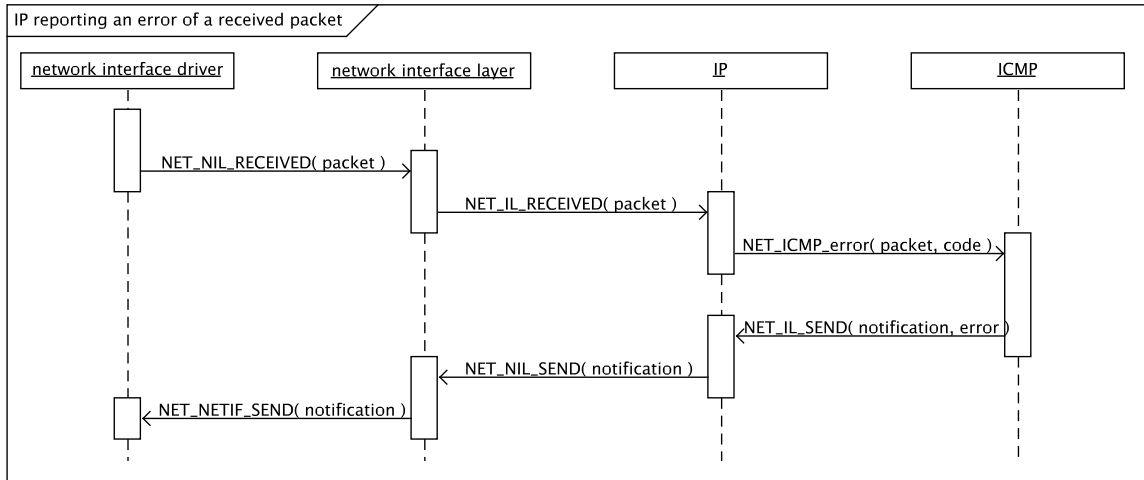 IP reporting an error of a received packet
network interface driver
network interface layer
IP
ICMP
NET_NIL_RECEIVED( packet )
NET_IL_RECEIVED( packet )
NET_ICMP_error( packet, code )
NET_IL_SEND( notification, error )
NET_NIL_SEND( notification )
NET_NETIF_SEND( notification )